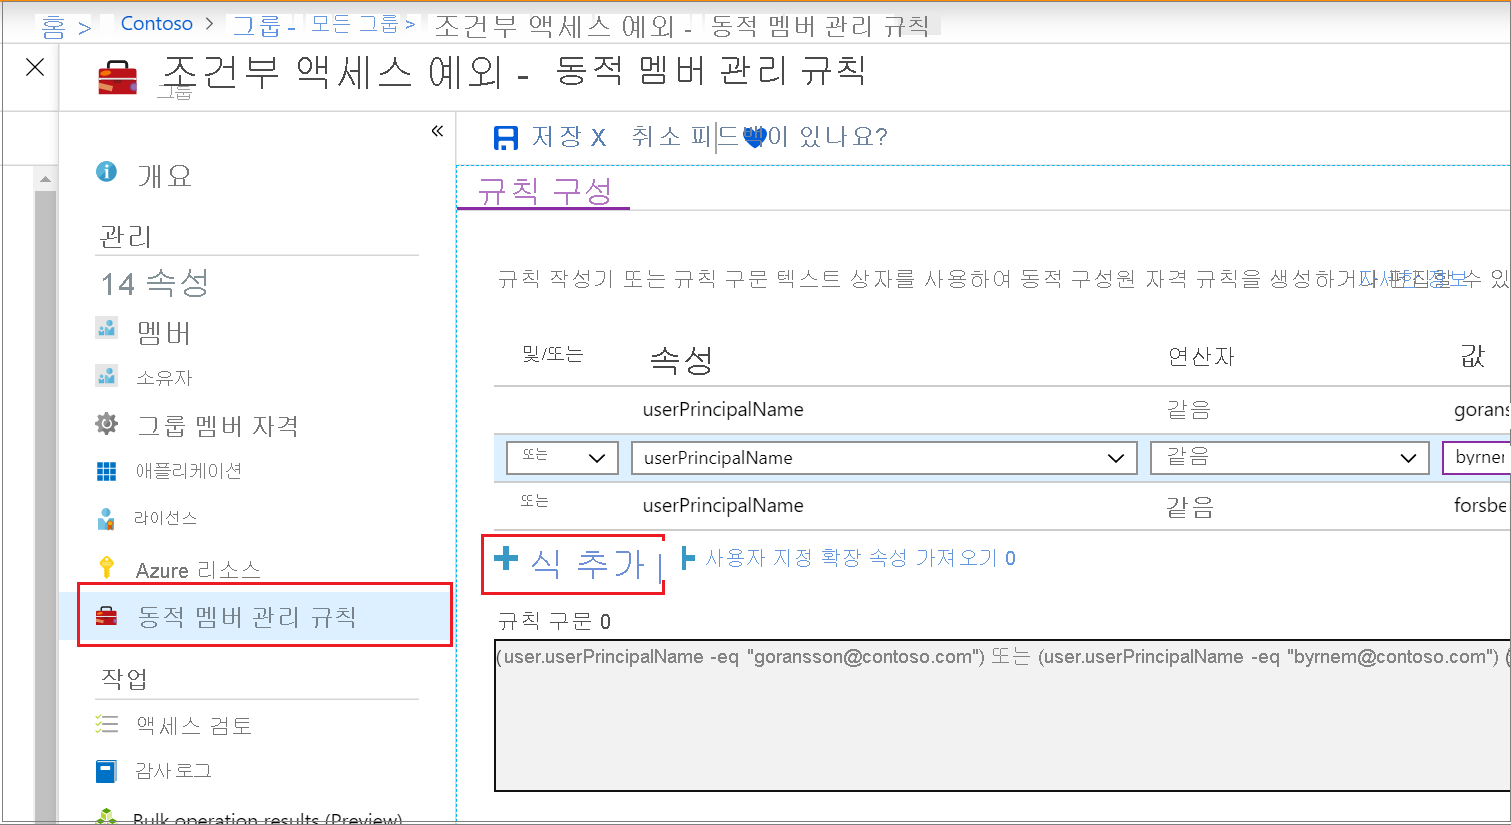 홈 > Contoso > 그룹 - 모든 그룹 > 조건부 액세스 예외 - 동적 멤버 관리 규칙
조건부 액세스 예외 - 동적 멤버 관리 규칙
그룹
«
저장 X 취소 피드백이 있나요?
개요
규칙 구성
관리
14 속성
멤버
소유자
그룹 멤버 자격
애플리케이션
라이선스
Azure 리소스
동적 멤버 관리 규칙
작업
액세스 검토
감사 로그
Bulk operation results (Preview)
규칙 작성기 또는 규칙 구문 텍스트 상자를 사용하여 동적 구성원 자격 규칙을 생성하거나 편집할 수 있
및/또는 속성 연산자 값
userPrincipalName 같음 gorans
또는 userPrincipalName 같음 byrner
또는 userPrincipalName 같음 forsbe
+ 식 추가 | 사용자 지정 확장 속성 가져오기 0
규칙 구문 0
(user.userPrincipalName -eq "goransson@contoso.com") 또는 (user.userPrincipalName -eq "byrnem@contoso.com") (